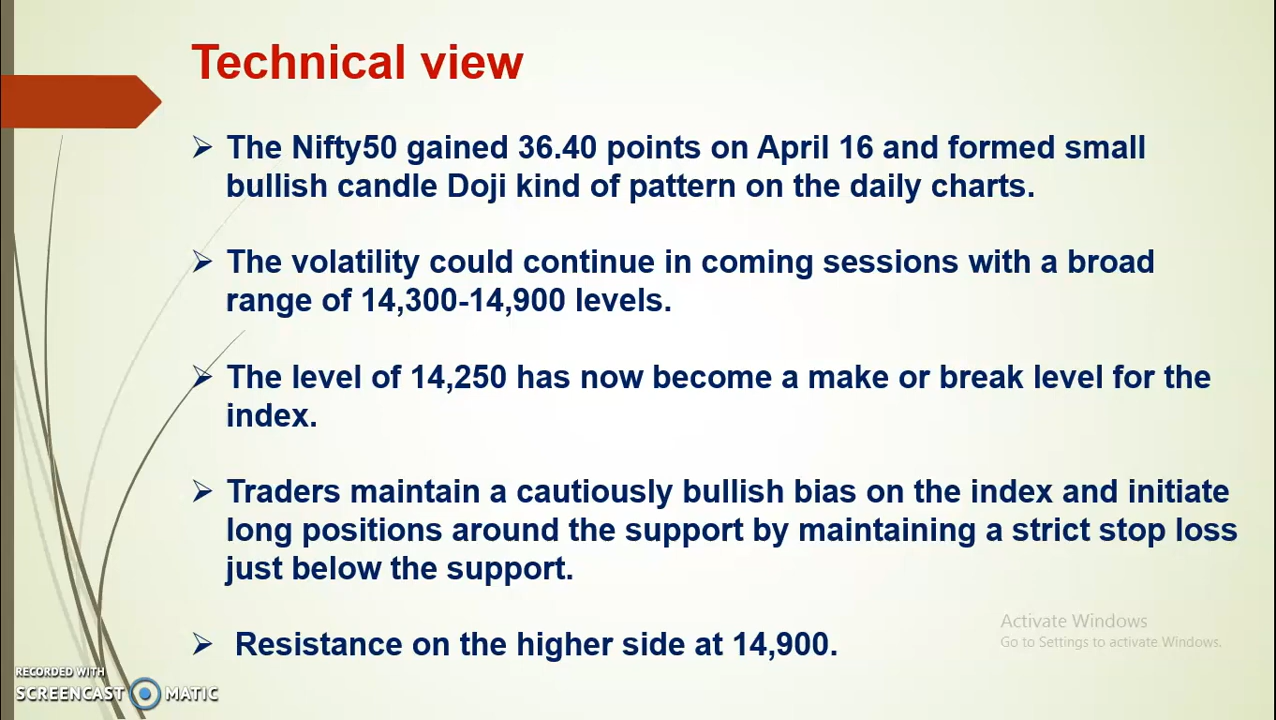 Technical view
➢ The Nifty50 gained 36.40 points on April 16 and formed small
bullish candle Doji kind of pattern on the daily charts.
➢ The volatility could continue in coming sessions with a broad
range of 14,300-14,900 levels.
➢ The level of 14,250 has now become a make or break level for the
index.
➢ Traders maintain a cautiously bullish bias on the index and initiate
long positions around the support by maintaining a strict stop loss
just below the support.
➢ Resistance on the higher side at 14,900.
Activate Windows
Go to Settings to activate Windows.
RECORDED WITH
SCREENCAST MATIC